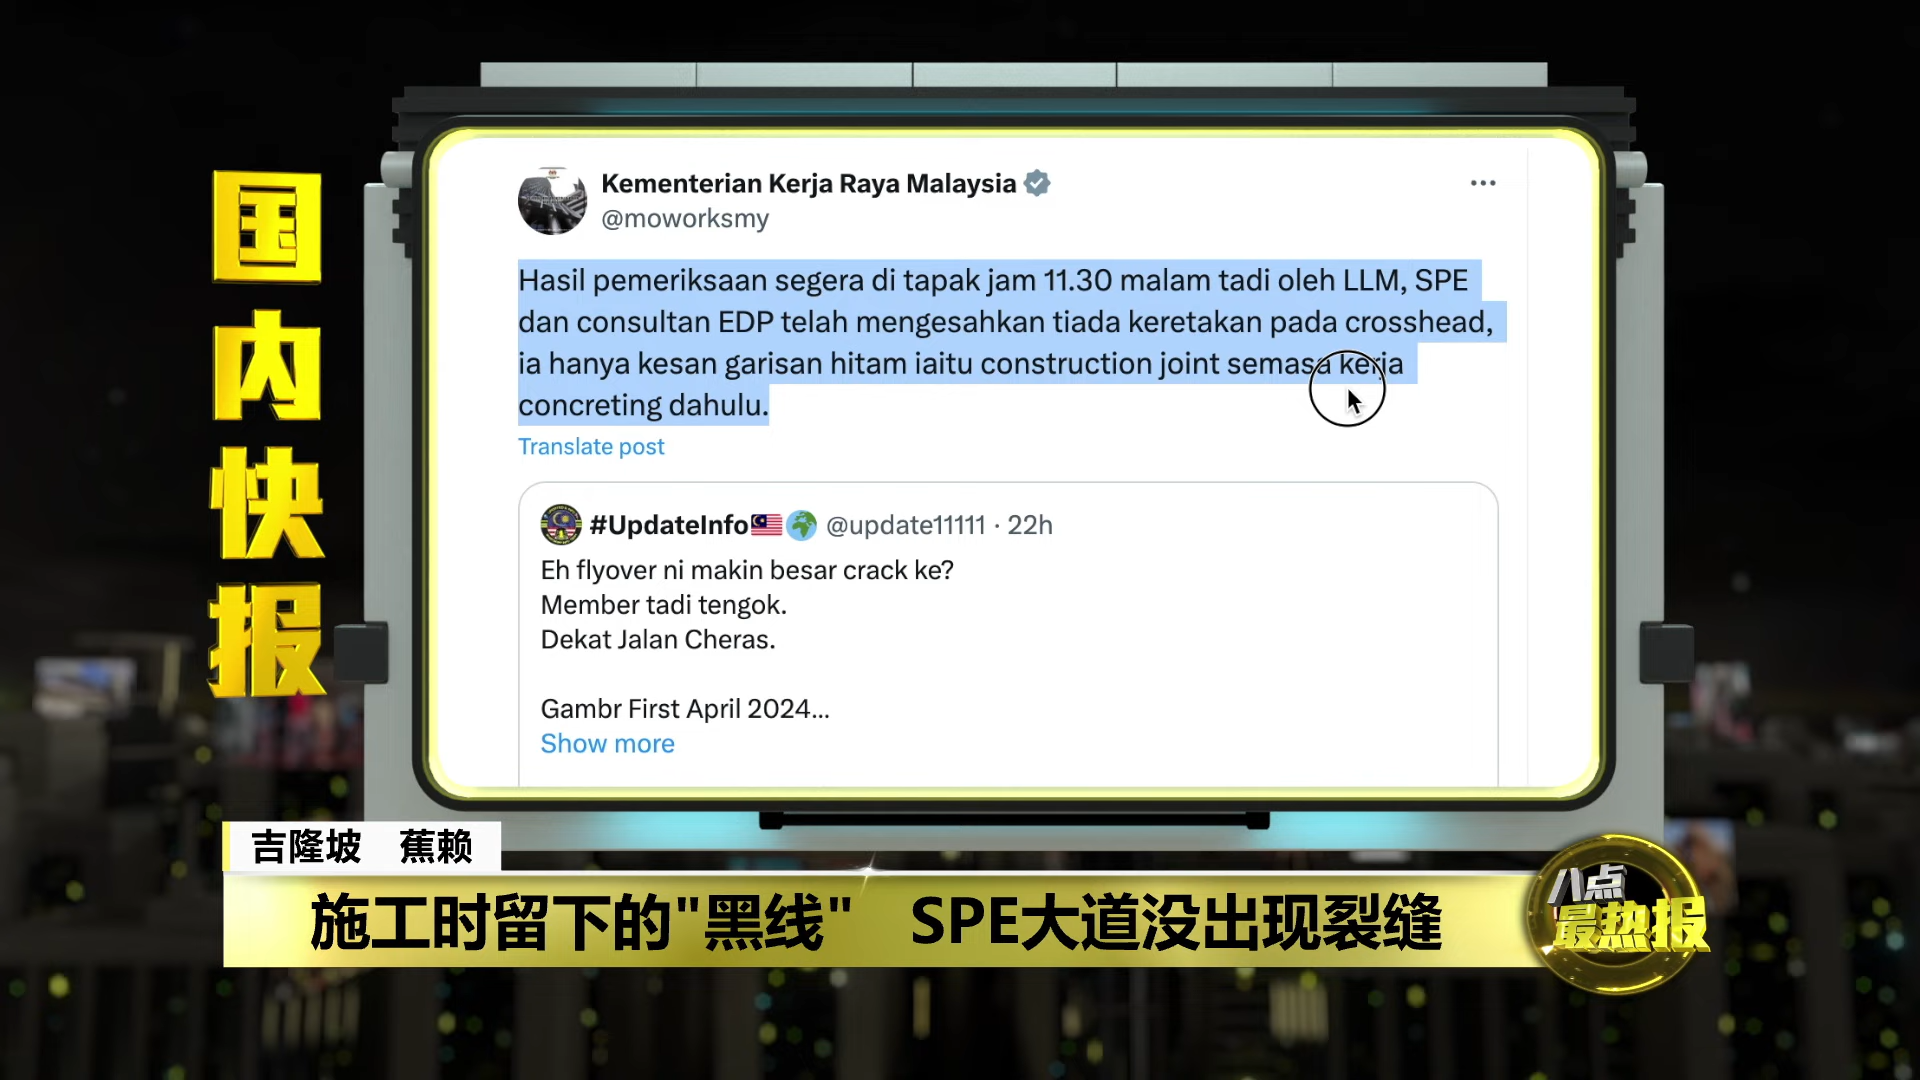 国内快报
Kementerian Kerja Raya Malaysia
@moworksmy
Hasil pemeriksaan segera di tapak jam 11.30 malam tadi oleh LLM, SPE
dan consultan EDP telah mengesahkan tiada keretakan pada crosshead,
ia hanya kesan garisan hitam iaitu construction joint semasa kerja
concreting dahulu.
Translate post
#UpdateInfo🇲🇾🌍 @update11111 · 22h
Eh flyover ni makin besar crack ke?
Member tadi tengok.
Dekat Jalan Cheras.
Gambr First April 2024...
Show more
吉隆坡 蕉赖
施工时留下的"黑线" SPE大道没出现裂缝
八点
最热报